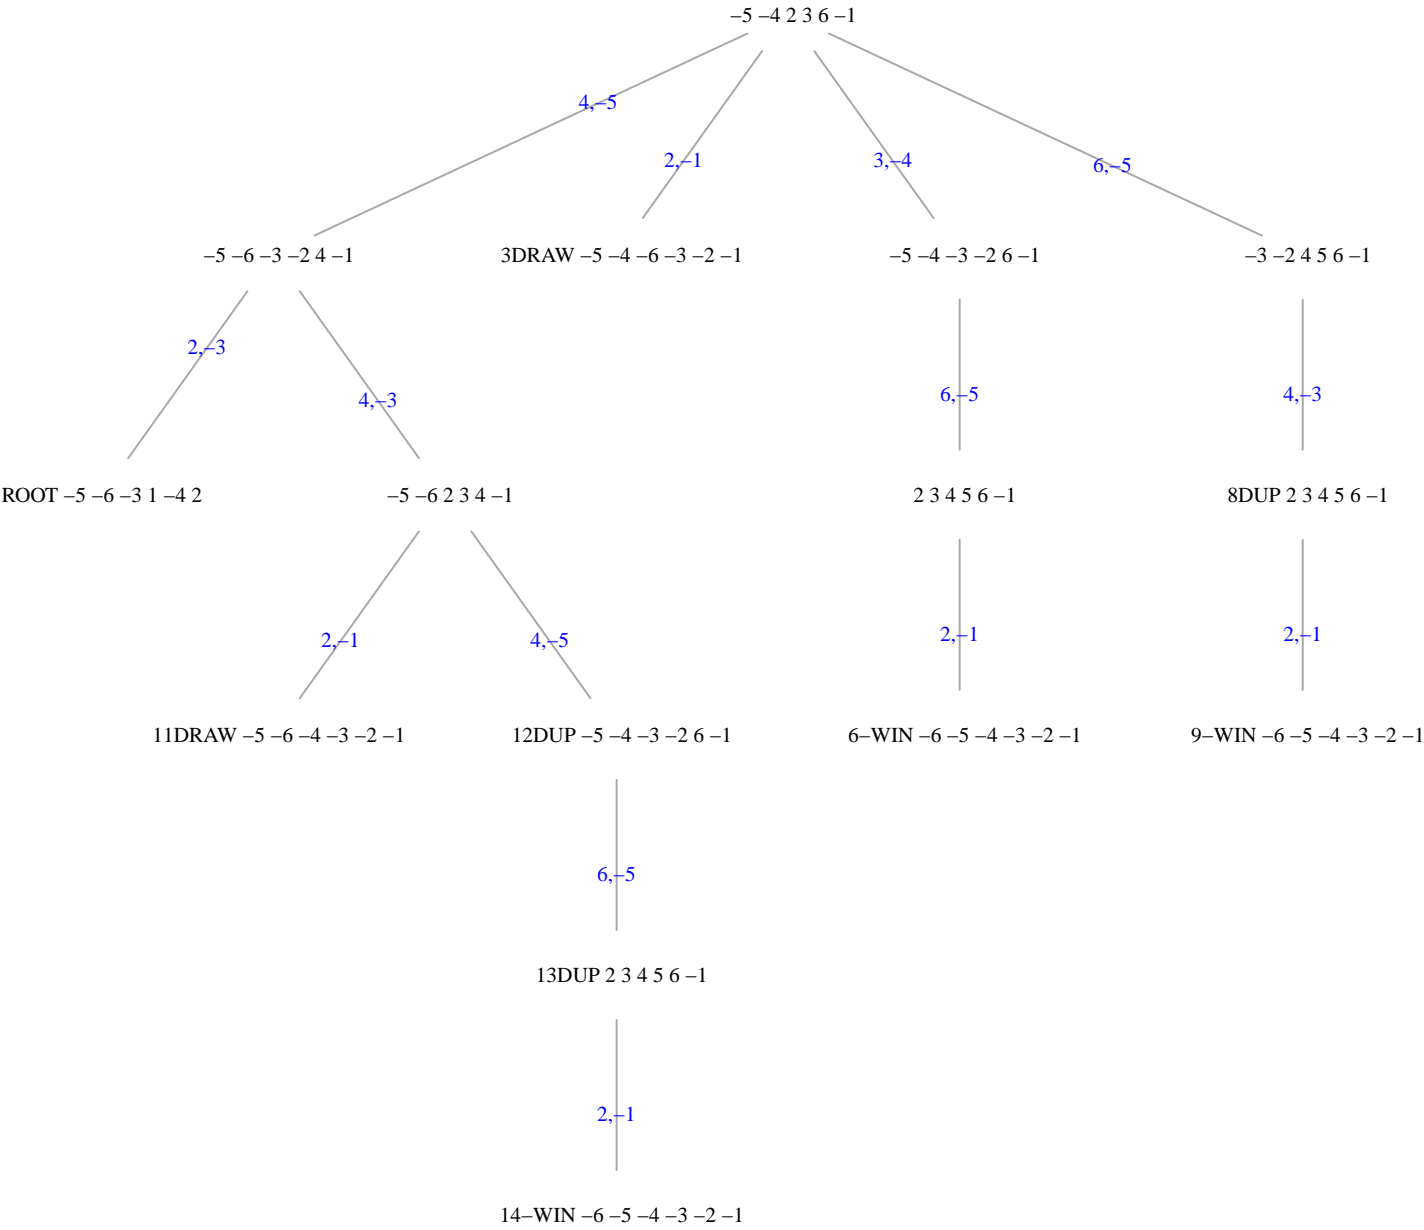 –5 –4 2 3 6 –1
4,–5
2,–1
3,–4
6,–5
–5 –6 –3 –2 4 –1
3DRAW –5 –4 –6 –3 –2 –1
–5 –4 –3 –2 6 –1
–3 –2 4 5 6 –1
2,–3
4,–3
6,–5
4,–3
ROOT –5 –6 –3 1 –4 2
–5 –6 2 3 4 –1
2 3 4 5 6 –1
8DUP 2 3 4 5 6 –1
2,–1
4,–5
2,–1
2,–1
11DRAW –5 –6 –4 –3 –2 –1
12DUP –5 –4 –3 –2 6 –1
6–WIN –6 –5 –4 –3 –2 –1
9–WIN –6 –5 –4 –3 –2 –1
6,–5
13DUP 2 3 4 5 6 –1
2,–1
14–WIN –6 –5 –4 –3 –2 –1